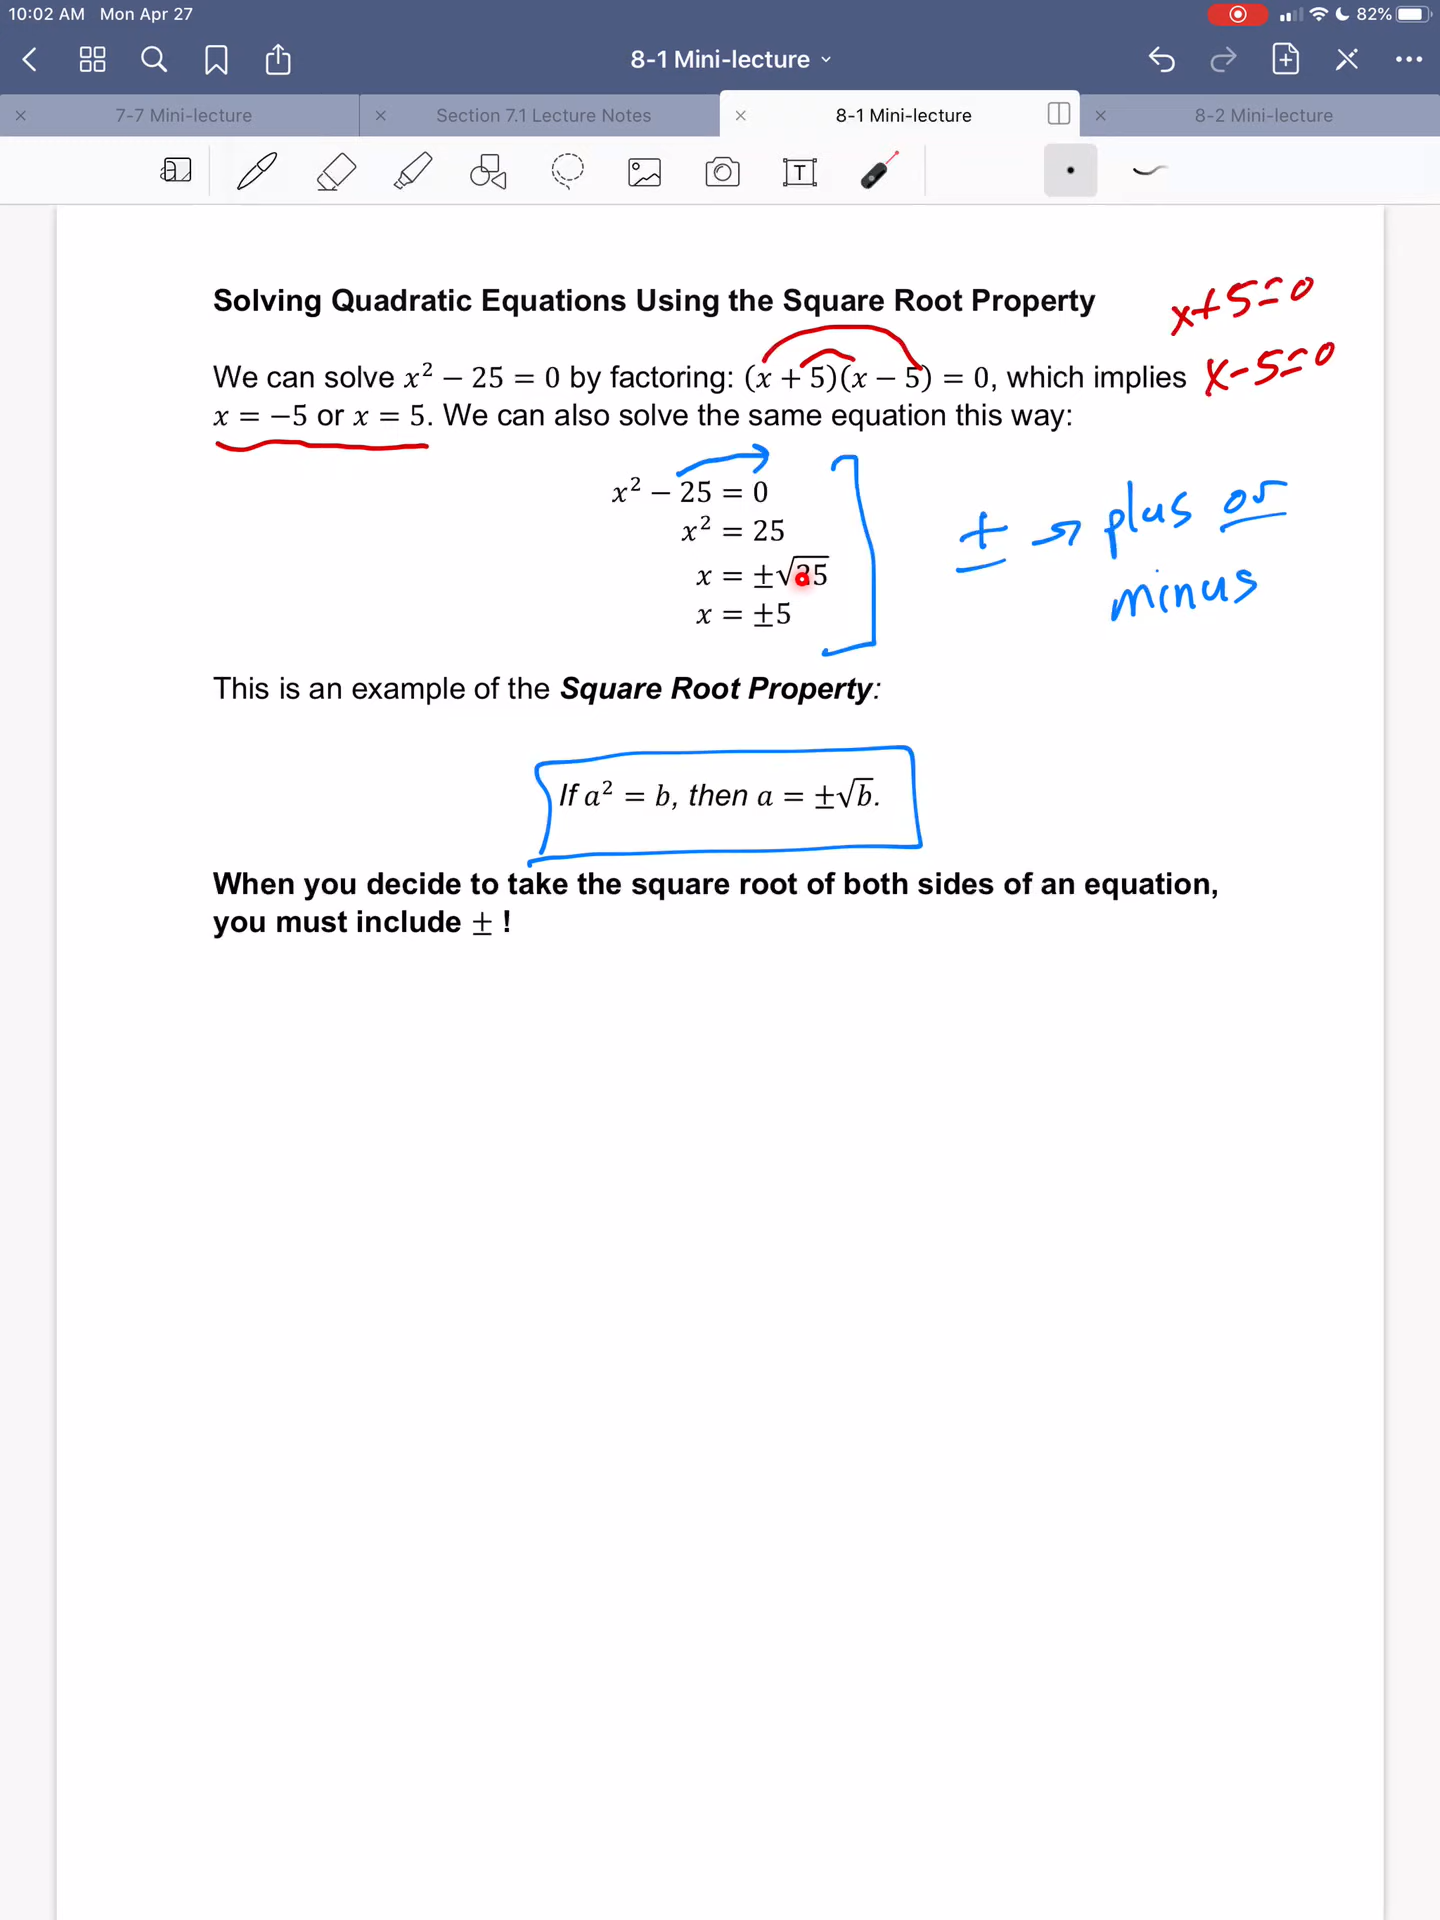 10:02 AM Mon Apr 27 82%
8-1 Mini-lecture
7-7 Mini-lecture Section 7.1 Lecture Notes 8-1 Mini-lecture 8-2 Mini-lecture
Solving Quadratic Equations Using the Square Root Property
x+5=0
We can solve x² − 25 = 0 by factoring: (x + 5)(x − 5) = 0, which implies
x-5=0
x = −5 or x = 5. We can also solve the same equation this way:
x² − 25 = 0
x² = 25
x = ±√25
x = ±5
± → plus or
minus
This is an example of the Square Root Property:
If a² = b, then a = ±√b.
When you decide to take the square root of both sides of an equation,
you must include ± !